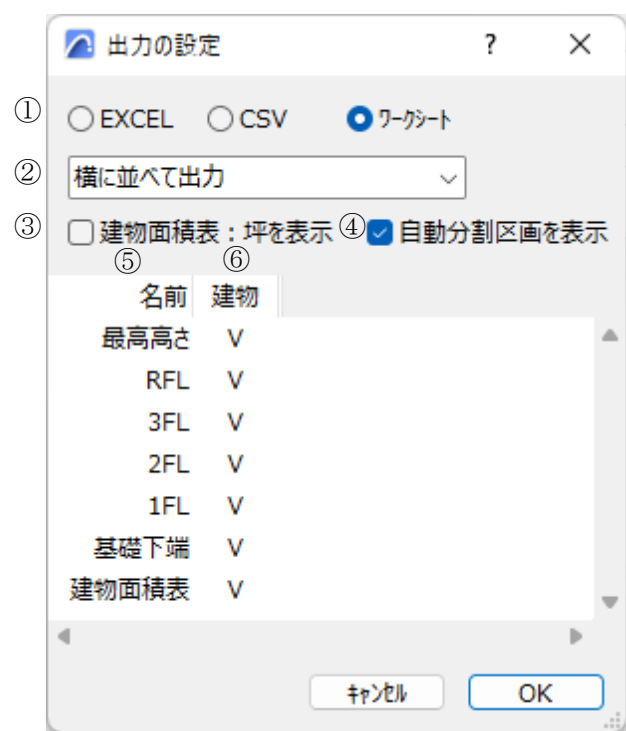 出力の設定 ? ×
① EXCEL CSV ﾜｰｸｼｰﾄ
② 横に並べて出力
③ 建物面積表：坪を表示 ④ 自動分割区画を表示
⑤ ⑥
名前 建物
最高高さ V
RFL V
3FL V
2FL V
1FL V
基礎下端 V
建物面積表 V
ｷｬﾝｾﾙ OK